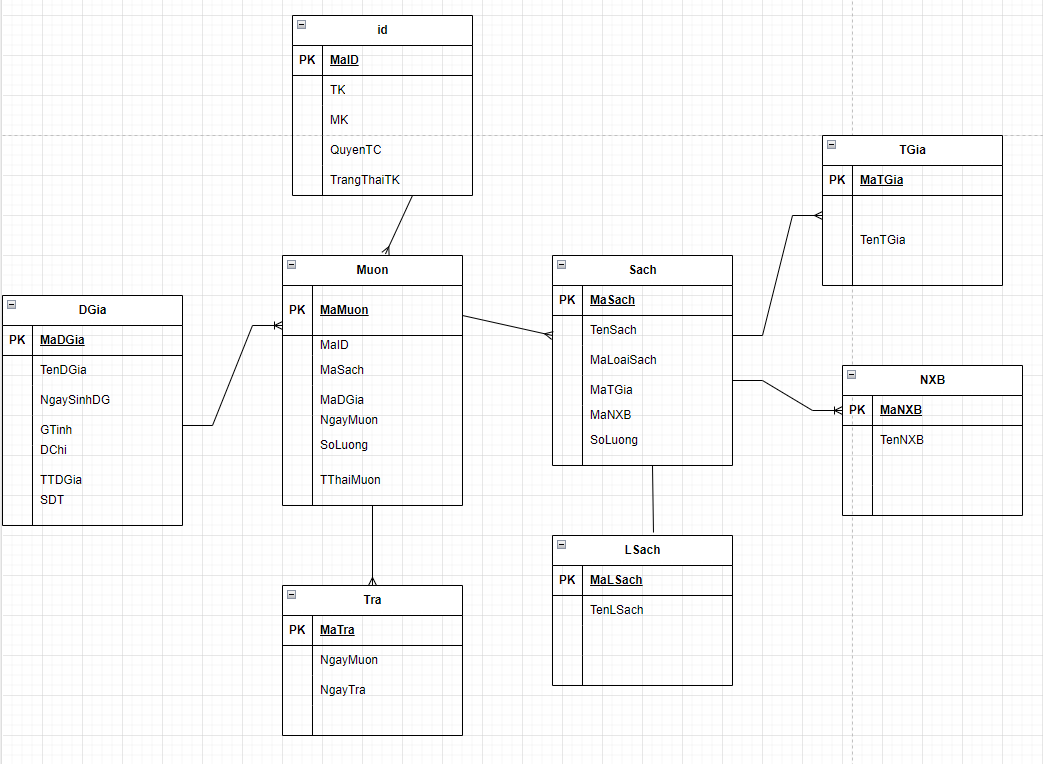 id
PK MaID
TK
MK
QuyenTC
TrangThaiTK
TGia
PK MaTGia
TenTGia
Muon
PK MaMuon
MaID
MaSach
MaDGia
NgayMuon
SoLuong
TThaiMuon
Sach
PK MaSach
TenSach
MaLoaiSach
MaTGia
MaNXB
SoLuong
DGia
PK MaDGia
TenDGia
NgaySinhDG
GTinh
DChi
TTDGia
SDT
NXB
PK MaNXB
TenNXB
LSach
PK MaLSach
TenLSach
Tra
PK MaTra
NgayMuon
NgayTra